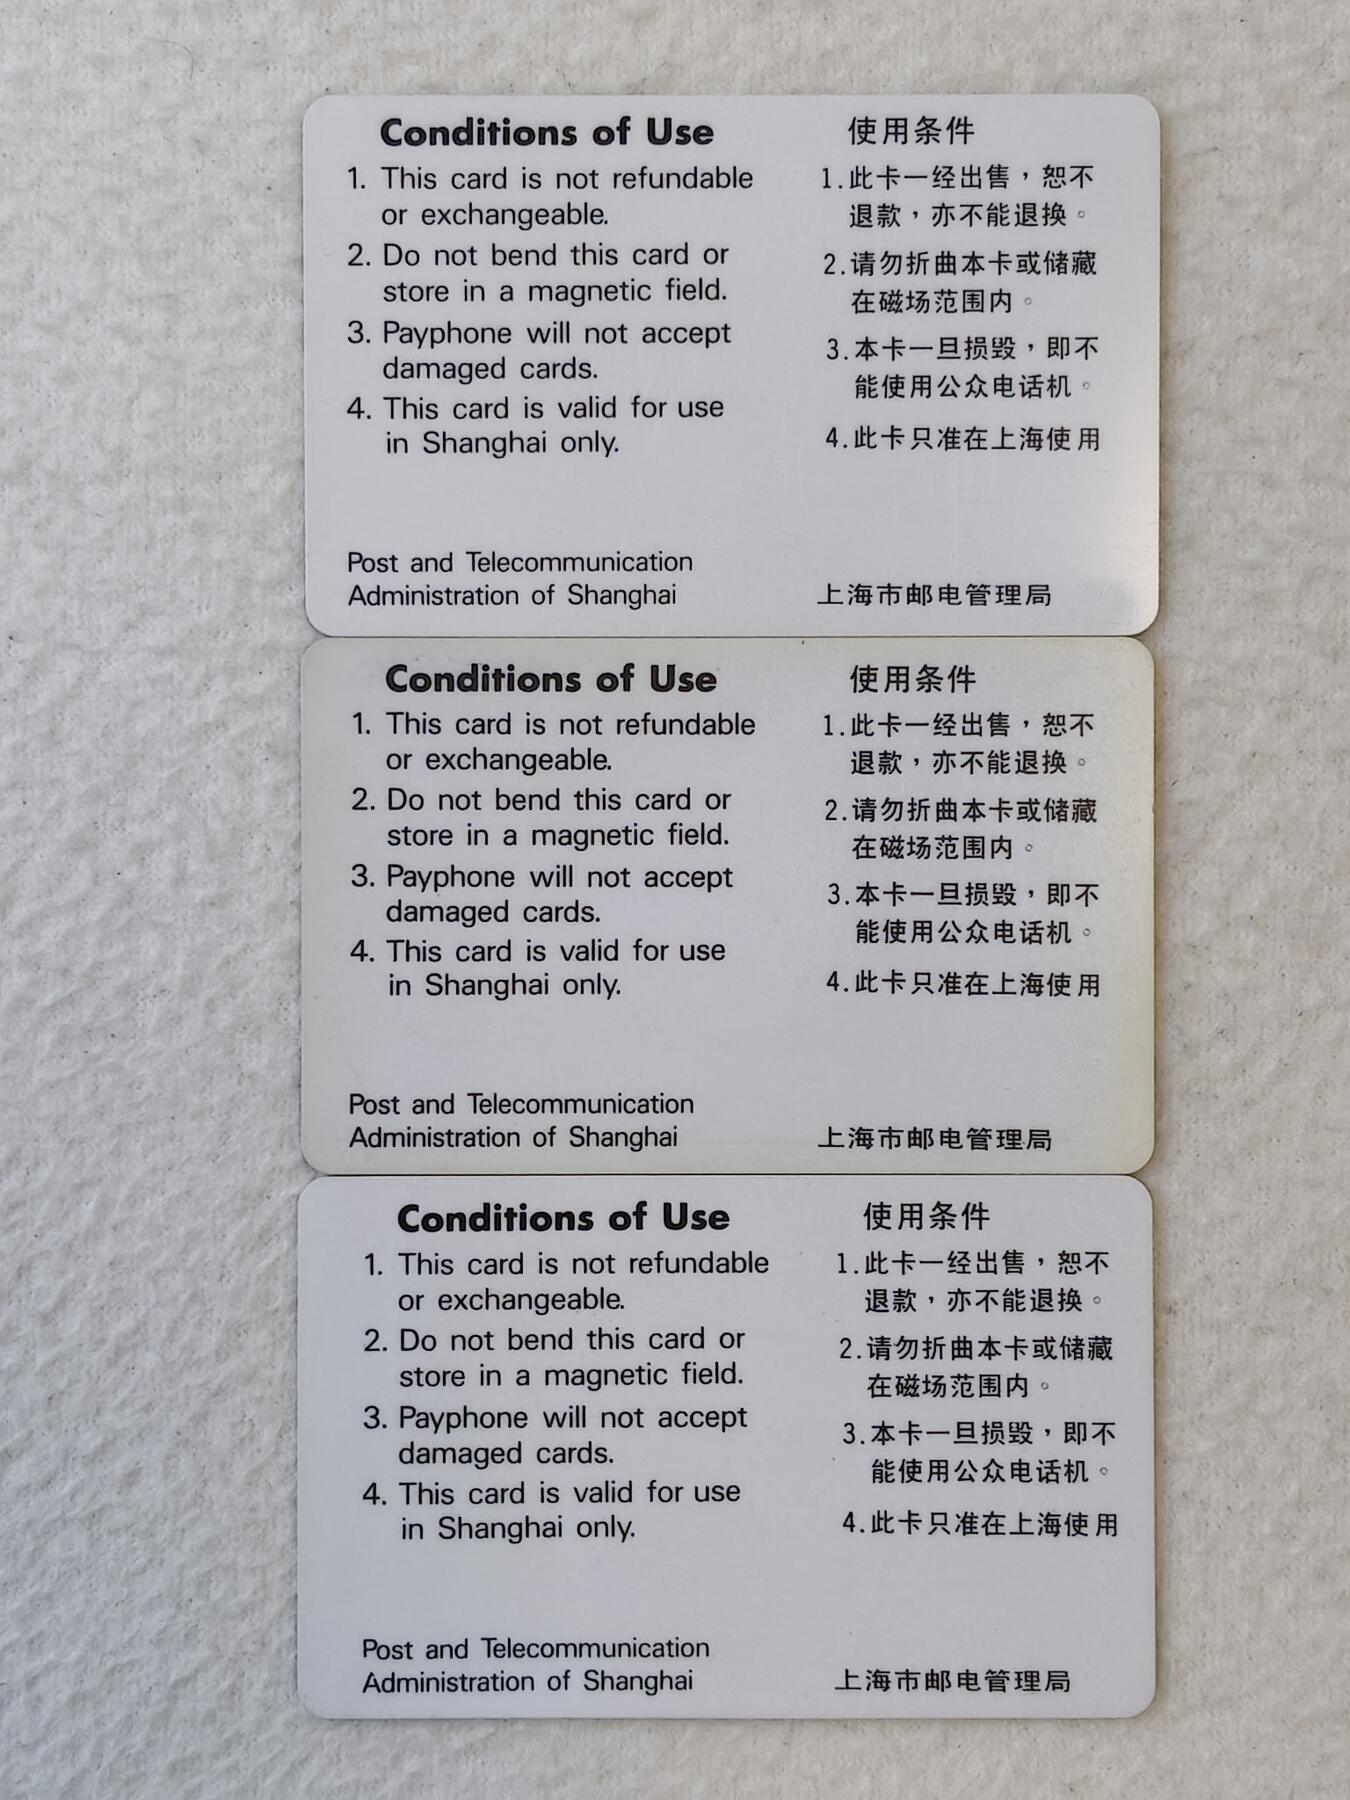 Conditions of Use
1. This card is not refundable
or exchangeable.
2. Do not bend this card or
store in a magnetic field.
3. Payphone will not accept
damaged cards.
4. This card is valid for use
in Shanghai only.
Post and Telecommunication
Administration of Shanghai
使用条件
1.此卡一经出售，恕不
退款，亦不能退换。
2.请勿折曲本卡或储藏
在磁场范围内。
3.本卡一旦损毁，即不
能使用公众电话机。
4.此卡只准在上海使用
上海市邮电管理局
Conditions of Use
1. This card is not refundable
or exchangeable.
2. Do not bend this card or
store in a magnetic field.
3. Payphone will not accept
damaged cards.
4. This card is valid for use
in Shanghai only.
Post and Telecommunication
Administration of Shanghai
使用条件
1.此卡一经出售，恕不
退款，亦不能退换。
2.请勿折曲本卡或储藏
在磁场范围内。
3.本卡一旦损毁，即不
能使用公众电话机。
4.此卡只准在上海使用
上海市邮电管理局
Conditions of Use
1. This card is not refundable
or exchangeable.
2. Do not bend this card or
store in a magnetic field.
3. Payphone will not accept
damaged cards.
4. This card is valid for use
in Shanghai only.
Post and Telecommunication
Administration of Shanghai
使用条件
1.此卡一经出售，恕不
退款，亦不能退换。
2.请勿折曲本卡或储藏
在磁场范围内。
3.本卡一旦损毁，即不
能使用公众电话机。
4.此卡只准在上海使用
上海市邮电管理局